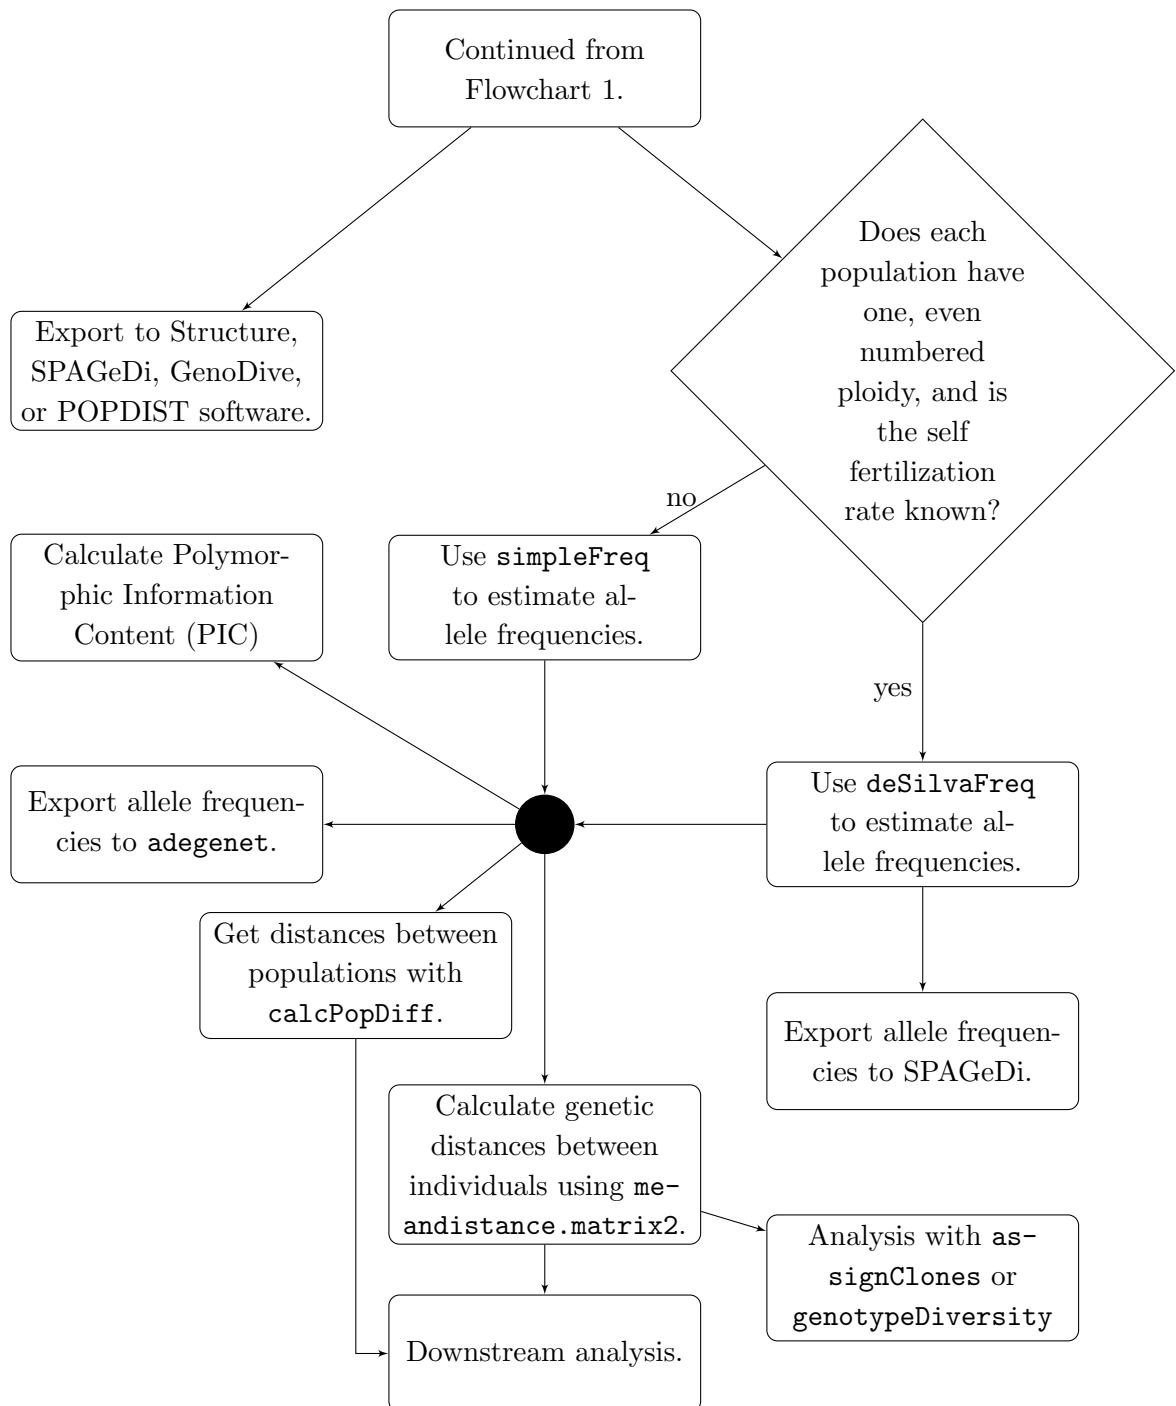 Continued from
Flowchart 1.
Does each
population have
one, even
numbered
ploidy, and is
the self
fertilization
rate known?
Export to Structure,
SPAGeDi, GenoDive,
or POPDIST software.
no
Calculate Polymor-
phic Information
Content (PIC)
Use simpleFreq
to estimate al-
lele frequencies.
yes
Export allele frequen-
cies to adegenet.
Use deSilvaFreq
to estimate al-
lele frequencies.
Get distances between
populations with
calcPopDiff.
Export allele frequen-
cies to SPAGeDi.
Calculate genetic
distances between
individuals using me-
andistance.matrix2.
Analysis with as-
signClones or
genotypeDiversity
Downstream analysis.